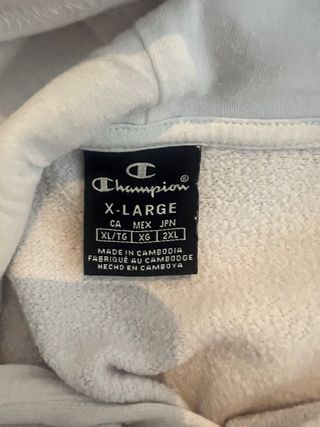 Champion®
X-LARGE
CA MEX JPN
XL/TG XG 2XL
MADE IN CAMBODIA
FABRIQUÉ AU CAMBODGE
HECHO EN CAMBOYA